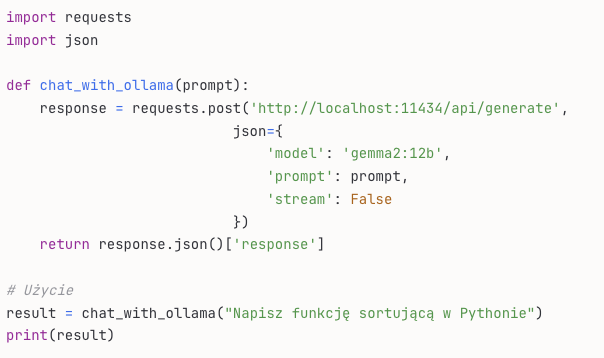 import requests
import json

def chat_with_ollama(prompt):
    response = requests.post('http://localhost:11434/api/generate',
                           json={
                               'model': 'gemma2:12b',
                               'prompt': prompt,
                               'stream': False
                           })
    return response.json()['response']

# Użycie
result = chat_with_ollama("Napisz funkcję sortującą w Pythonie")
print(result)